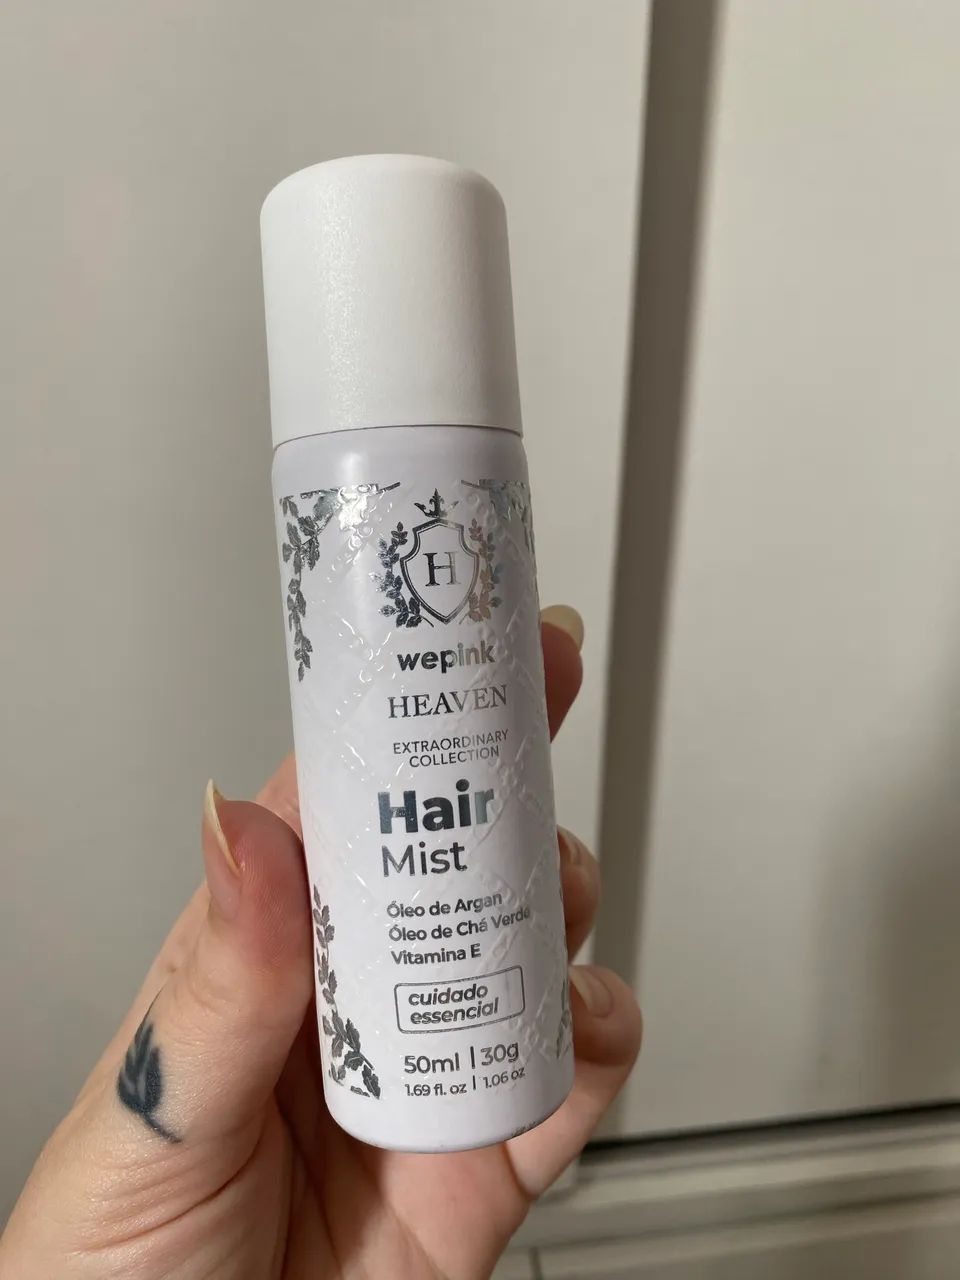 H
wepink
HEAVEN
EXTRAORDINARY
COLLECTION
Hair
Mist
Óleo de Argan
Óleo de Chá Verde
Vitamina E
cuidado
essencial
50ml | 30g
1.69 fl. oz | 1.06 oz